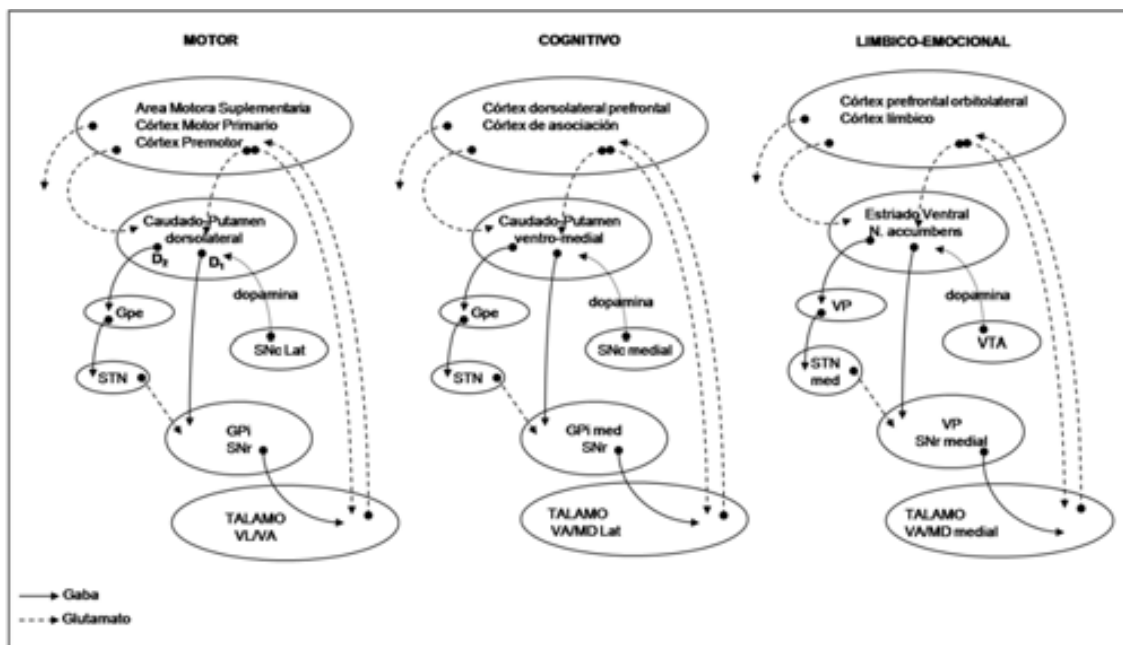 MOTOR
Area Motora Suplementaria
Córtex Motor Primario
Córtex Premotor
Caudado-Putamen
dorsolateral
D2
D1
dopamina
Gpe
SNc Lat
STN
GPi
SNr
TALAMO
VL/VA
COGNITIVO
Córtex dorsolateral prefrontal
Córtex de asociación
Caudado-Putamen
ventro-medial
dopamina
Gpe
SNc medial
STN
GPi med
SNr
TALAMO
VA/MD Lat
LIMBICO-EMOCIONAL
Córtex prefrontal orbitolateral
Córtex límbico
Estriado Ventral
N. accumbens
dopamina
VP
VTA
STN
med
VP
SNr medial
TALAMO
VA/MD medial
Gaba
Glutamato